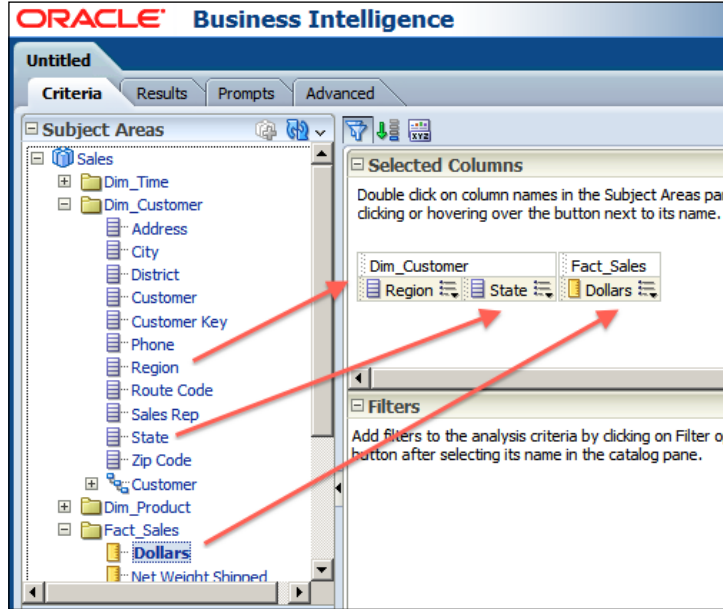 ORACLE Business Intelligence
Untitled
Criteria Results Prompts Advanced
Subject Areas
Sales
Dim_Time
Dim_Customer
Address
City
District
Customer
Customer Key
Phone
Region
Route Code
Sales Rep
State
Zip Code
Customer
Dim_Product
Fact_Sales
Dollars
Net Weight Shipped
XYZ
Selected Columns
Double click on column names in the Subject Areas
clicking or hovering over the button next to its name.
Dim_Customer Fact_Sales
Region State Dollars
Filters
Add filters to the analysis criteria by clicking on Filter
button after selecting its name in the catalog pane.